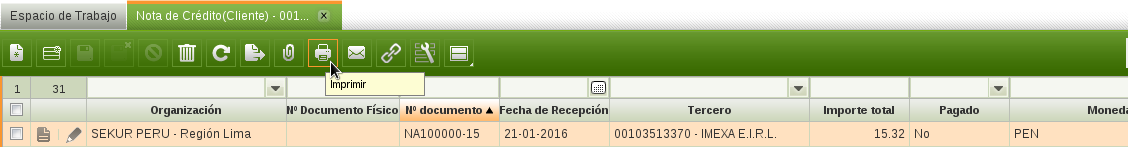 Espacio de Trabajo Nota de Crédito(Cliente) - 001...
Imprimir
1 31
Organización Nº Documento Físico Nº documento Fecha de Recepción Tercero Importe total Pagado Moneda
SEKUR PERU - Región Lima NA100000-15 21-01-2016 00103513370 - IMEXA E.I.R.L. 15.32 No PEN